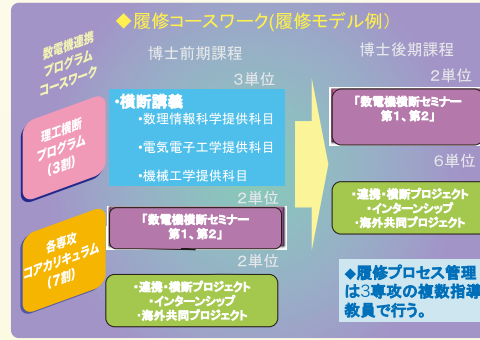 ◆履修コースワーク(履修モデル例)
数電機連携
プログラム
コースワーク
博士前期課程
博士後期課程
3単位
2単位
・横断講義
・数理情報科学提供科目
・電気電子工学提供科目
・機械工学提供科目
「数電機横断セミナー
第1、第2」
理工横断
プログラム
(3割)
6単位
2単位
「数電機横断セミナー
第1、第2」
・連携・横断プロジェクト
・インターンシップ
・海外共同プロジェクト
各専攻
コアカリキュラム
(7割)
2単位
・連携・横断プロジェクト
・インターンシップ
・海外共同プロジェクト
◆履修プロセス管理
は3専攻の複数指導
教員で行う。